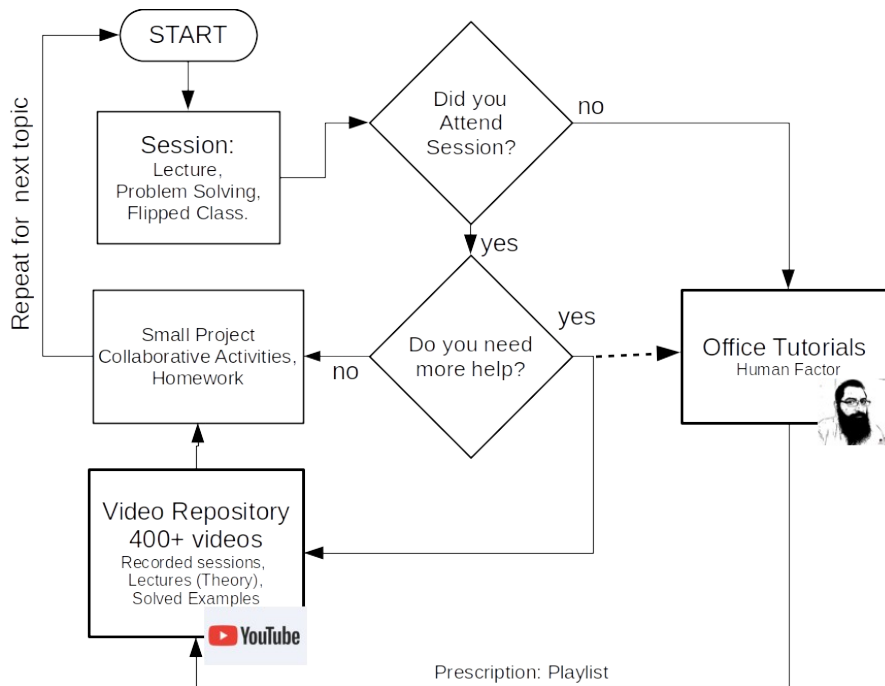 START
Session:
Lecture,
Problem Solving,
Flipped Class.
Did you
Attend
Session?
no
yes
Repeat for next topic
Small Project
Collaborative Activities,
Homework
no
Do you need
more help?
yes
Office Tutorials
Human Factor
Video Repository
400+ videos
Recorded sessions,
Lectures (Theory),
Solved Examples
YouTube
Prescription: Playlist